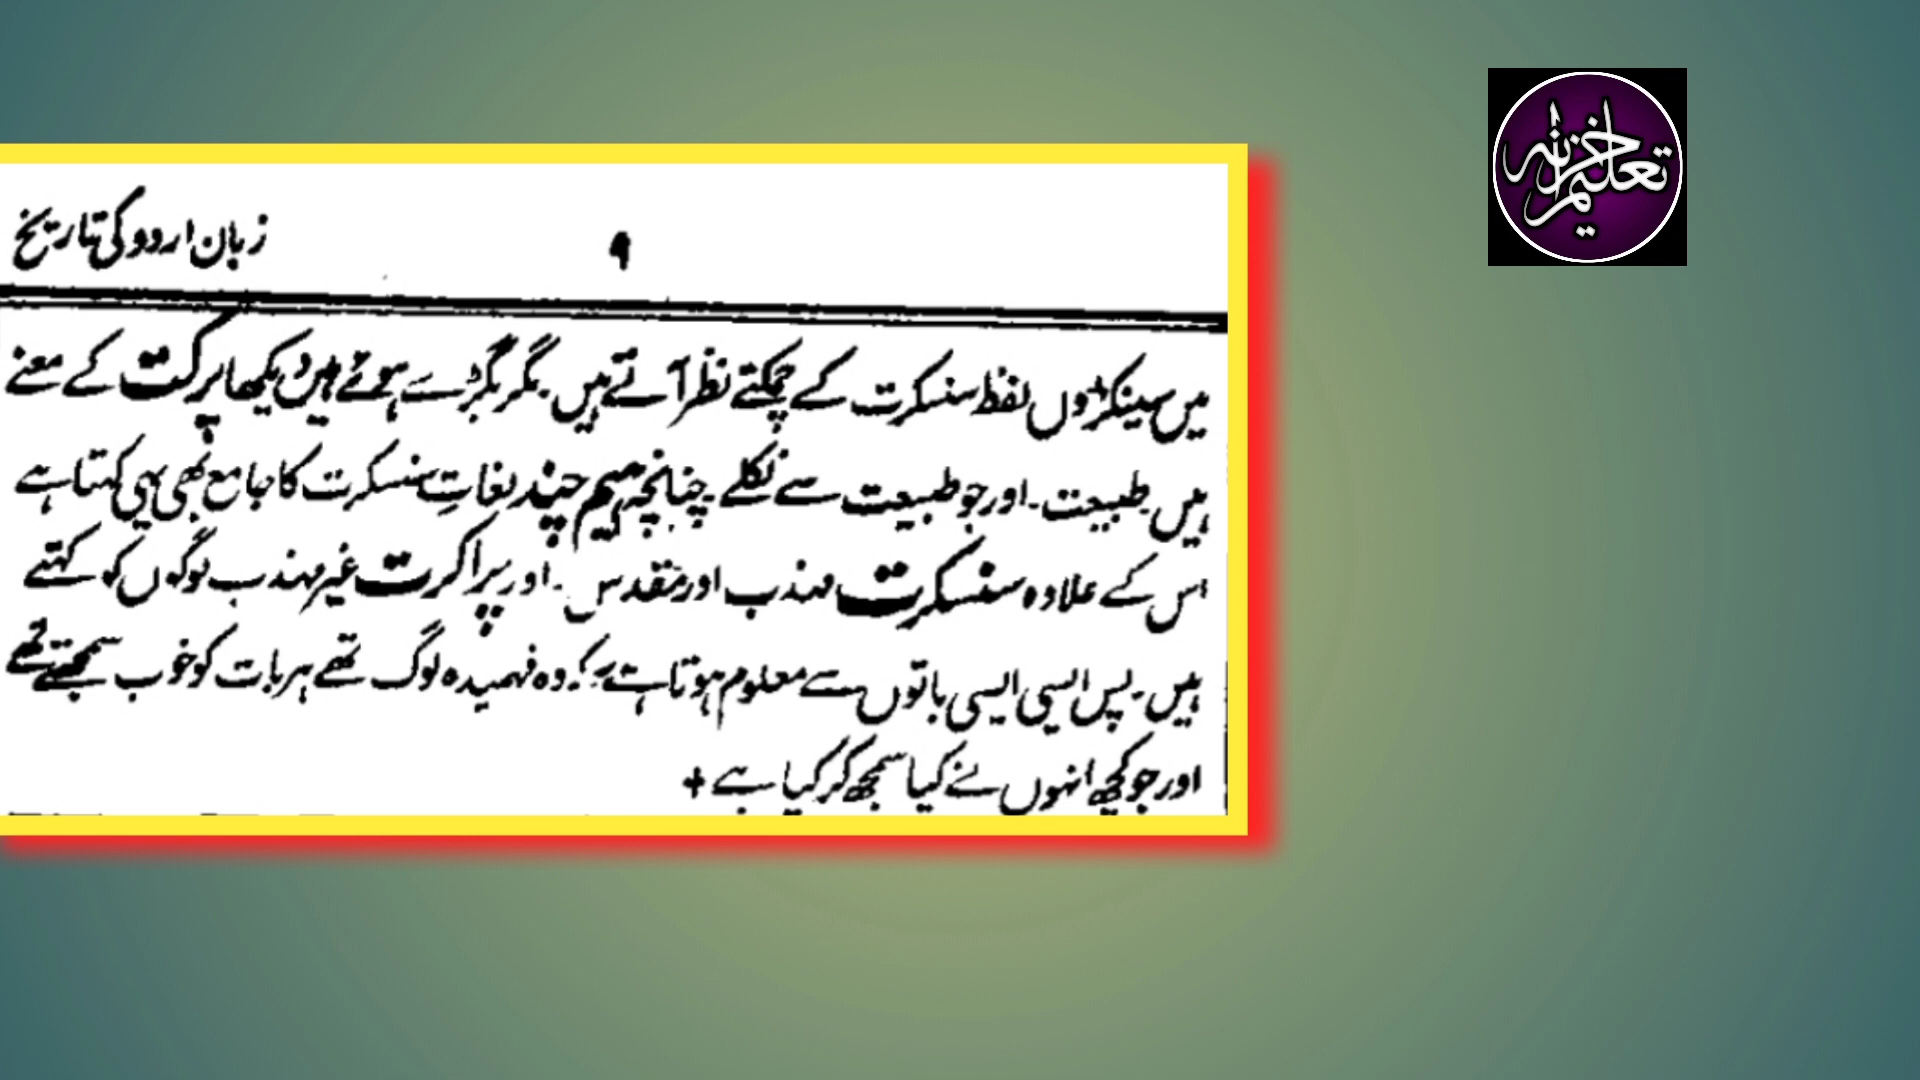 زبان اردو کی تاریخ
۹
میں سینکڑوں لفظ سنسکرت کے چمکتے نظر آتے ہیں۔ مگر بگڑے ہوئے ہیں دیکھا پرکت کے معنے
ہیں۔ طبیعت۔ اور جو طبیعت سے نکلے۔ چنانچہ ہیم چندر لغاتِ سنسکرت کا جامع بھی یہی کہتا ہے
اس کے علاوہ سنسکرت مہذب اور مقدس۔ اور پراکرت غیر مہذب لوگوں کو کہتے
ہیں۔ پس ایسی ایسی باتوں سے معلوم ہوتا ہے کہ وہ فہمیدہ لوگ تھے ہر بات کو خوب سمجھتے تھے
اور جو کچھ انہوں نے کیا سمجھ کر کیا ہے +
خزانہ تعلیم